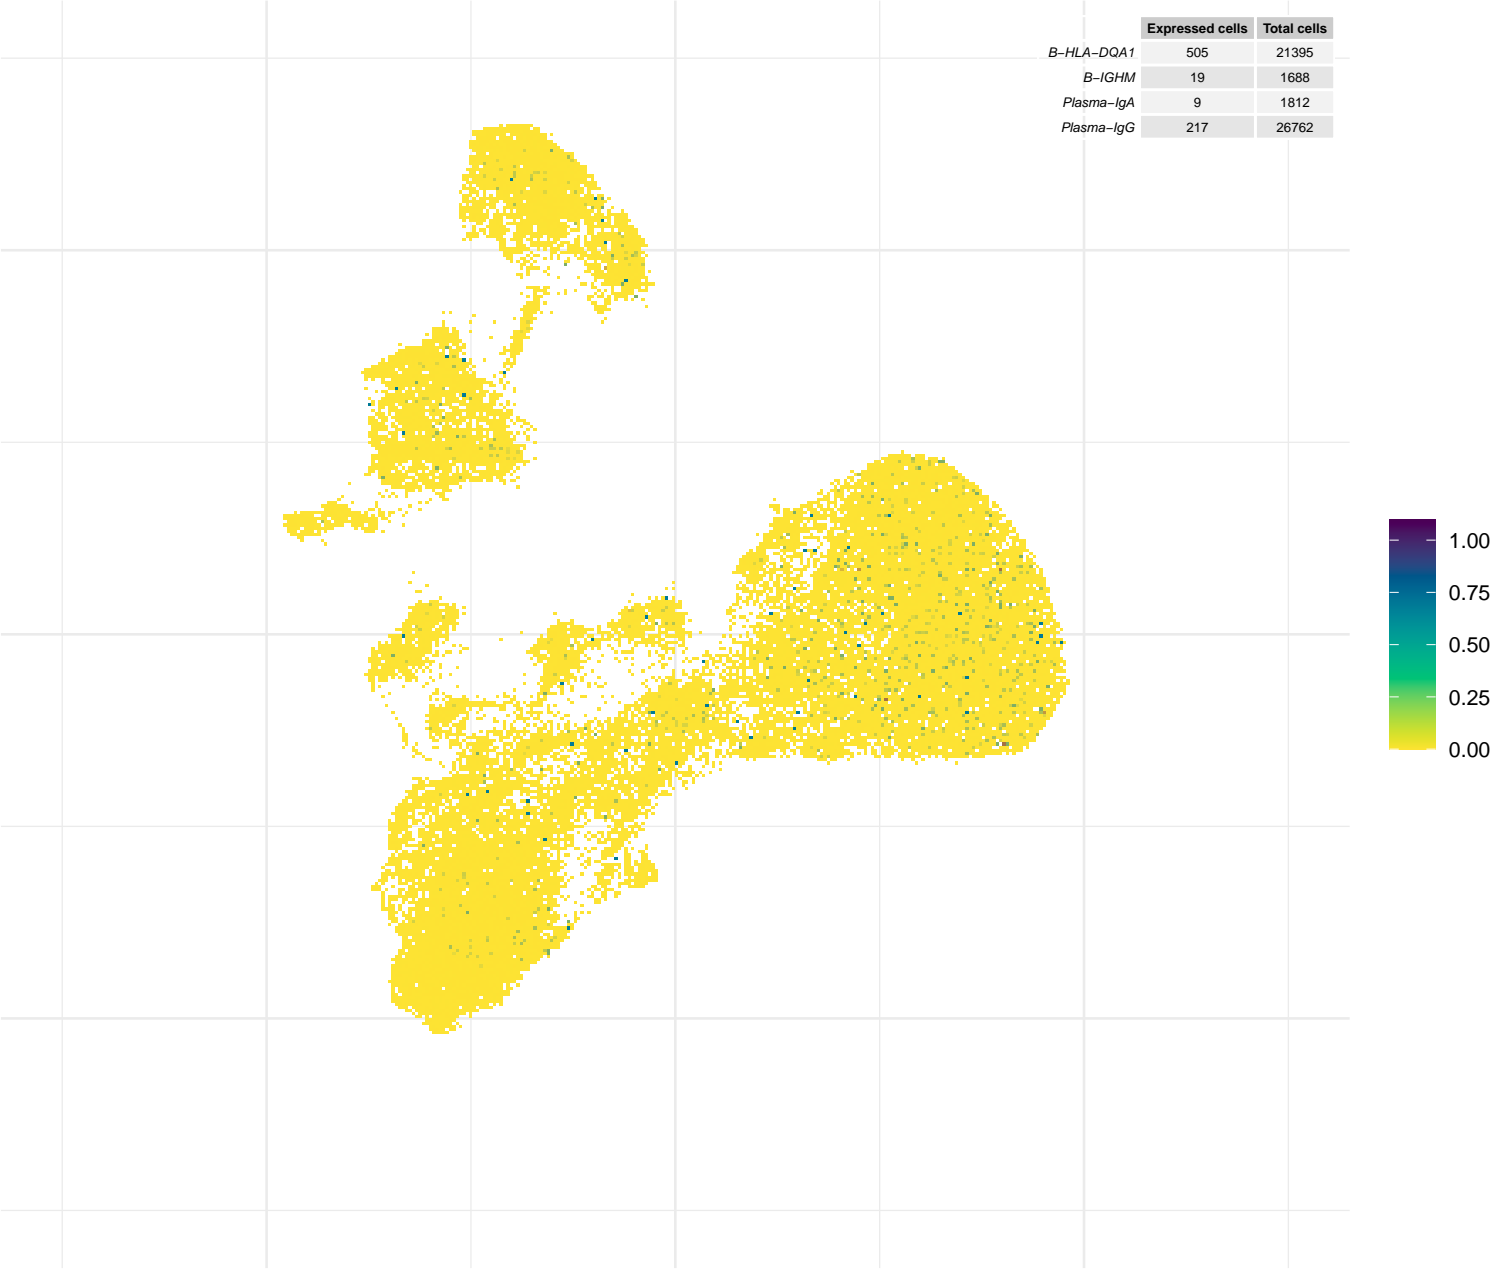 Expressed cells Total cells
B−HLA−DQA1 505 21395
B−IGHM 19 1688
Plasma−IgA 9 1812
Plasma−IgG 217 26762
1.00
0.75
0.50
0.25
0.00